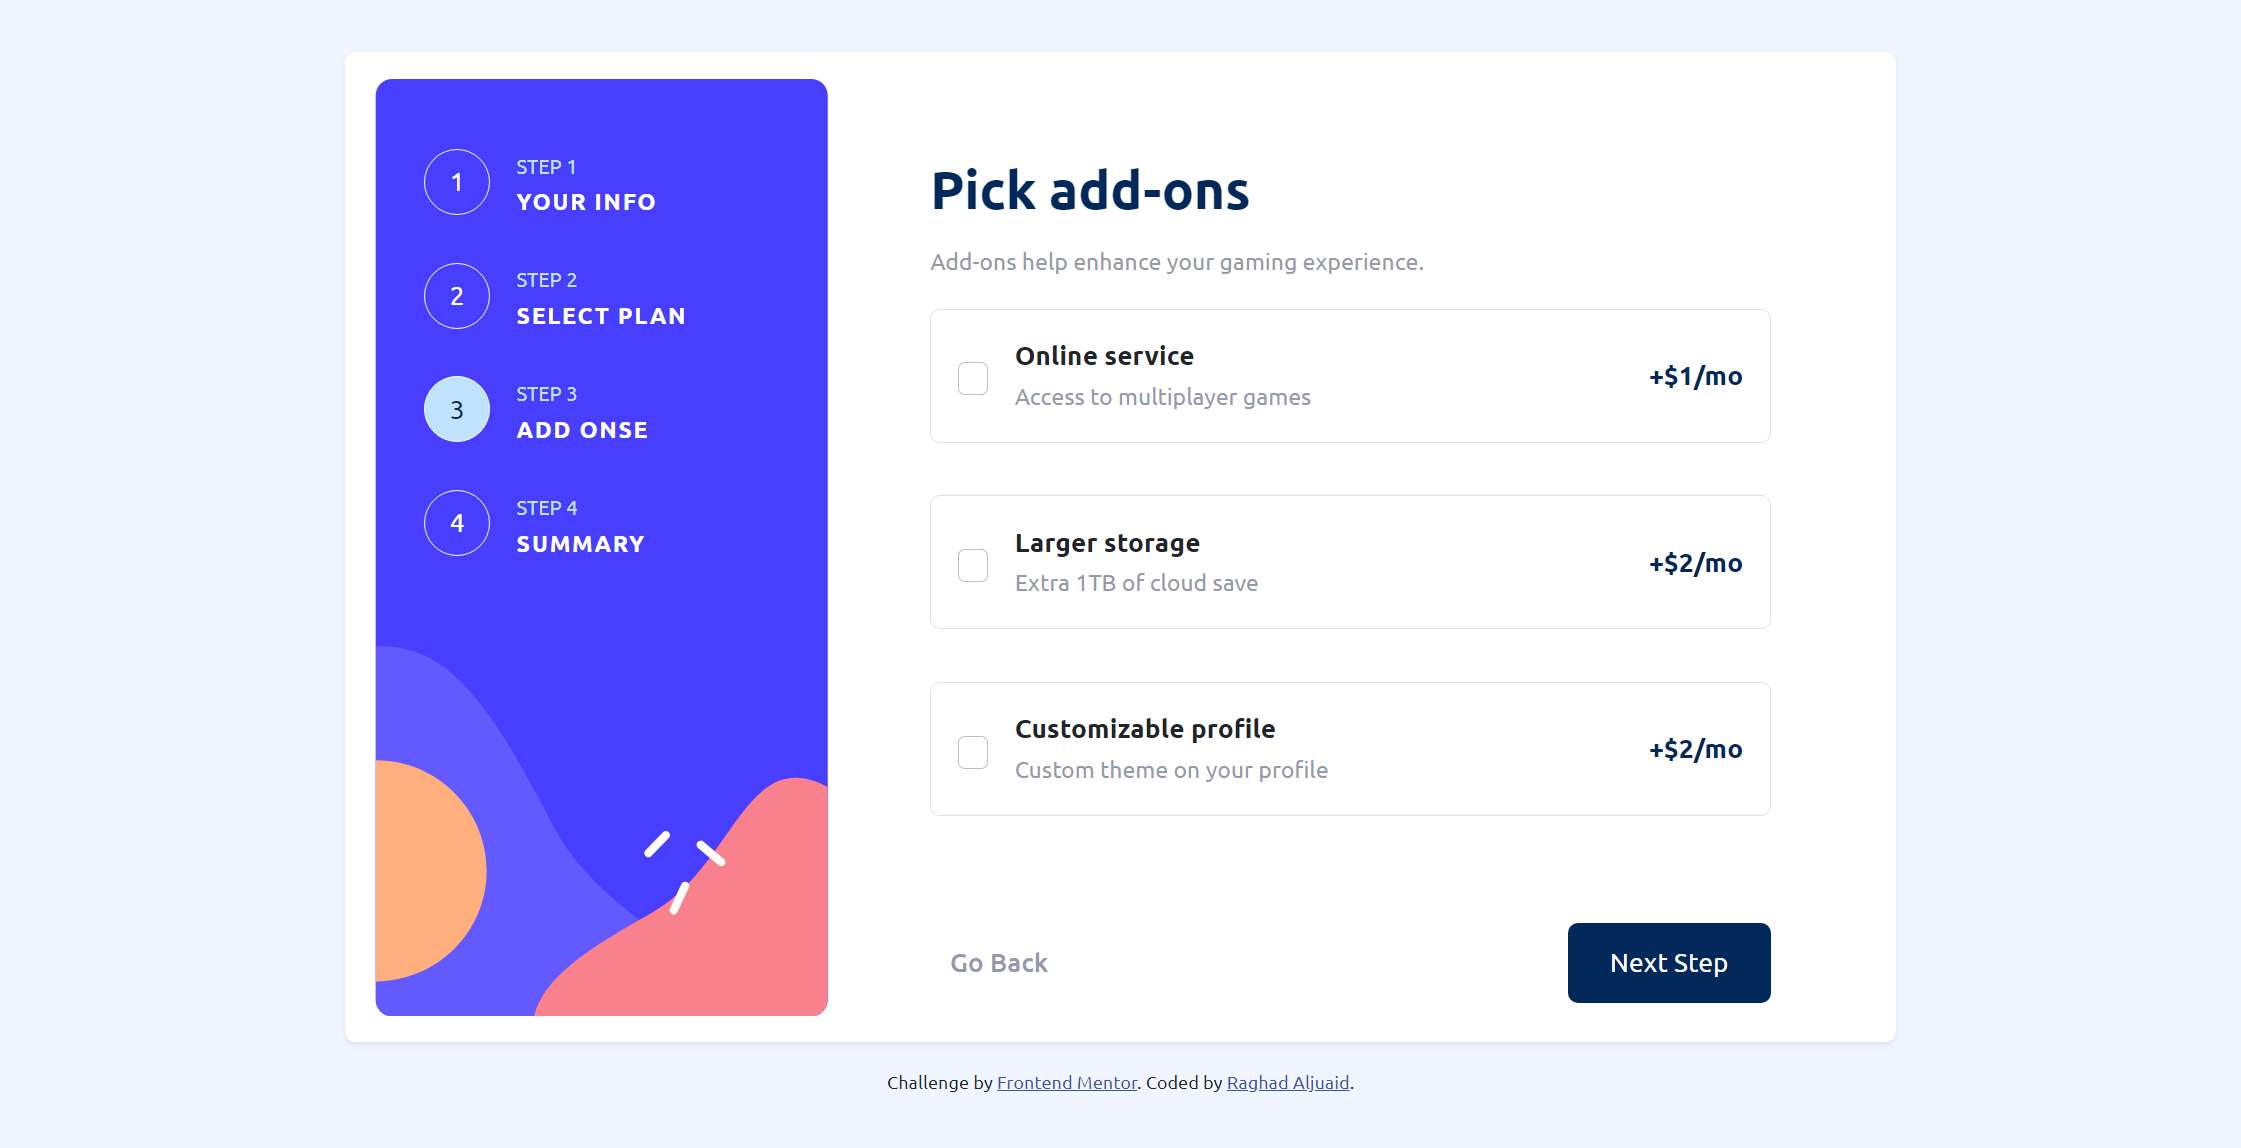 1
STEP 1
YOUR INFO
2
STEP 2
SELECT PLAN
3
STEP 3
ADD ONSE
4
STEP 4
SUMMARY
Pick add-ons
Add-ons help enhance your gaming experience.
Online service
Access to multiplayer games
+$1/mo
Larger storage
Extra 1TB of cloud save
+$2/mo
Customizable profile
Custom theme on your profile
+$2/mo
Go Back
Next Step
Challenge by Frontend Mentor. Coded by Raghad Aljuaid.